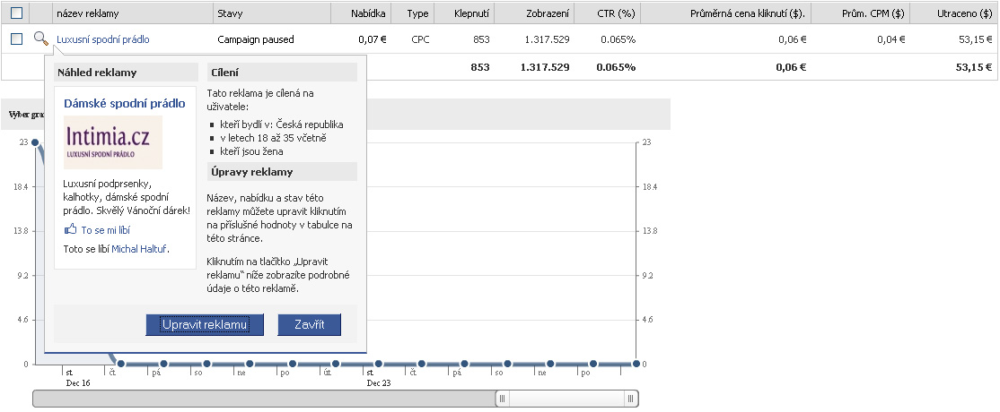 název reklamy Stavy Nabídka Type Klepnutí Zobrazení CTR (%) Průměrná cena kliknutí ($). Prům. CPM ($) Utraceno ($)
Luxusní spodní prádlo Campaign paused 0,07 € CPC 853 1.317.529 0.065% 0,06 € 0,04 € 53,15 €
853 1.317.529 0.065% 0,06 € 53,15 €
Náhled reklamy
Dámské spodní prádlo
Intimia.cz
LUXUSNÍ SPODNÍ PRÁDLO
Luxusní podprsenky,
kalhotky, dámské spodní
prádlo. Skvělý Vánoční dárek!
To se mi líbí
Toto se líbí Michal Haltuf.
Cílení
Tato reklama je cílená na
uživatele:
kteří bydlí v: Česká republika
v letech 18 až 35 včetně
kteří jsou žena
Úpravy reklamy
Název, nabídku a stav této
reklamy můžete upravit kliknutím
na příslušné hodnoty v tabulce na
této stránce.
Kliknutím na tlačítko „Upravit
reklamu“ níže zobrazíte podrobné
údaje o této reklamě.
Upravit reklamu Zavřít
Výber
23 23
18.4 18.4
13.8 13.8
9.2 9.2
4.6 4.6
0 0
st. čt. pá so ne po út. st. čt. pá so ne po
Dec 16 Dec 23